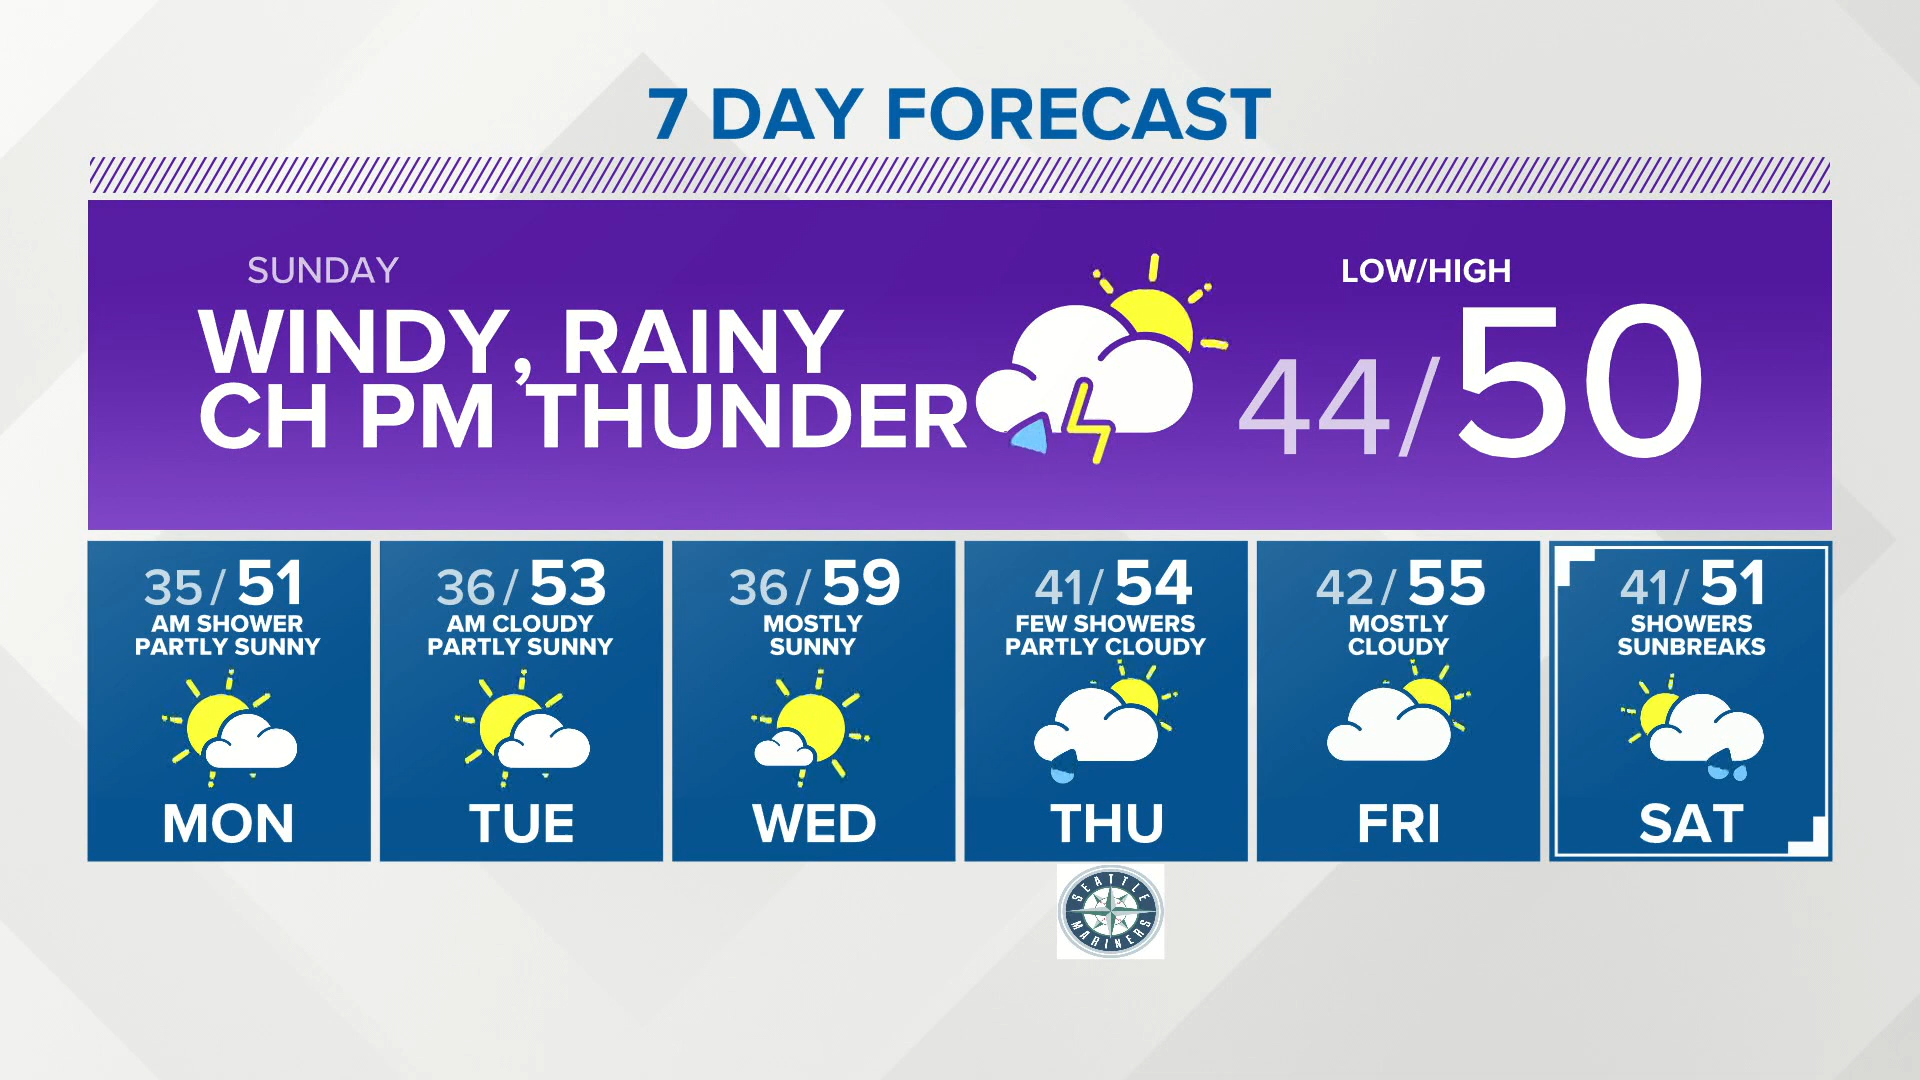 7 DAY FORECAST
SUNDAY
WINDY, RAINY
CH PM THUNDER
LOW/HIGH
44/50
35/51
AM SHOWER
PARTLY SUNNY
MON
36/53
AM CLOUDY
PARTLY SUNNY
TUE
36/59
MOSTLY
SUNNY
WED
41/54
FEW SHOWERS
PARTLY CLOUDY
THU
42/55
MOSTLY
CLOUDY
FRI
41/51
SHOWERS
SUNBREAKS
SAT
SEATTLE
MARINERS